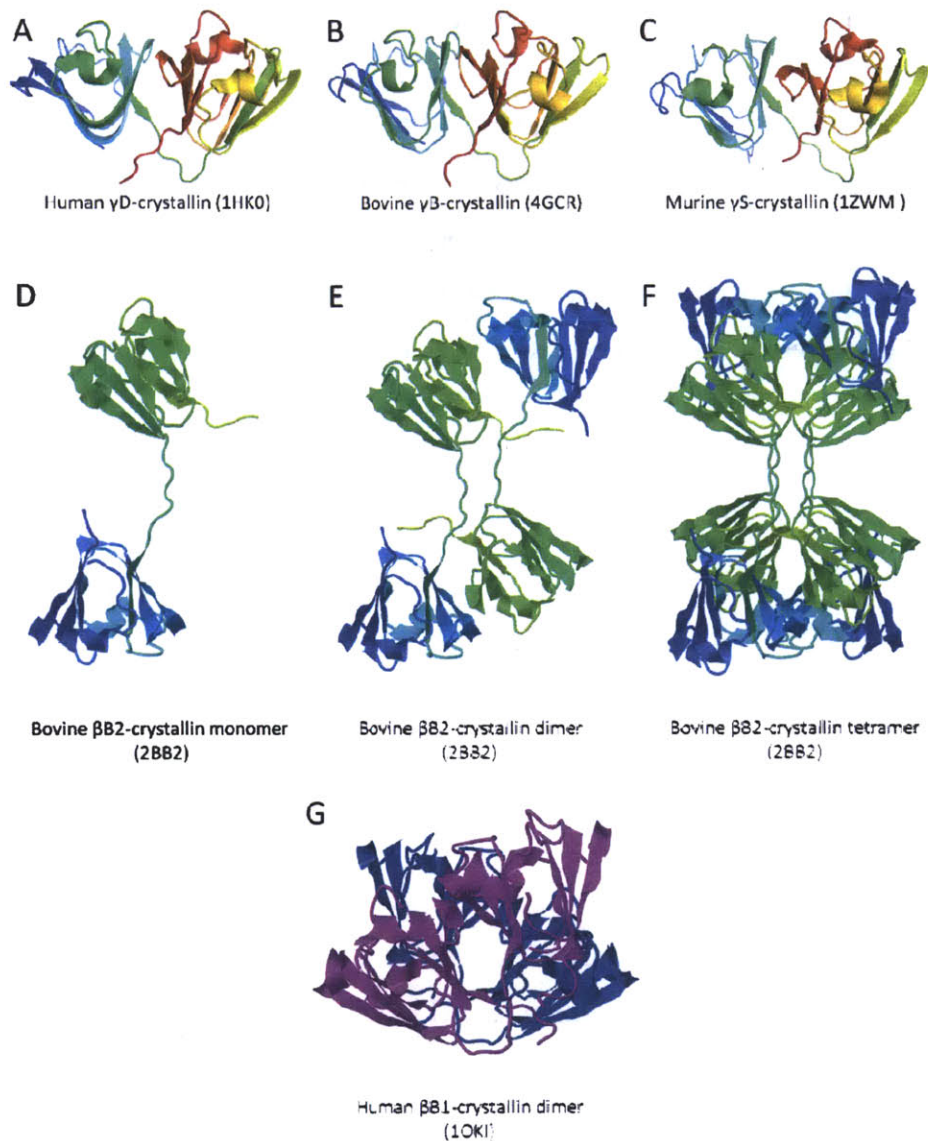 A
B
C
Human γD-crystallin (1HK0)
Bovine γB-crystallin (4GCR)
Murine γS-crystallin (1ZWM )
D
E
F
Bovine βB2-crystallin monomer
(2BB2)
Bovine βB2-crystallin dimer
(2BB2)
Bovine βB2-crystallin tetramer
(2BB2)
G
Human βB1-crystallin dimer
(1OKI)